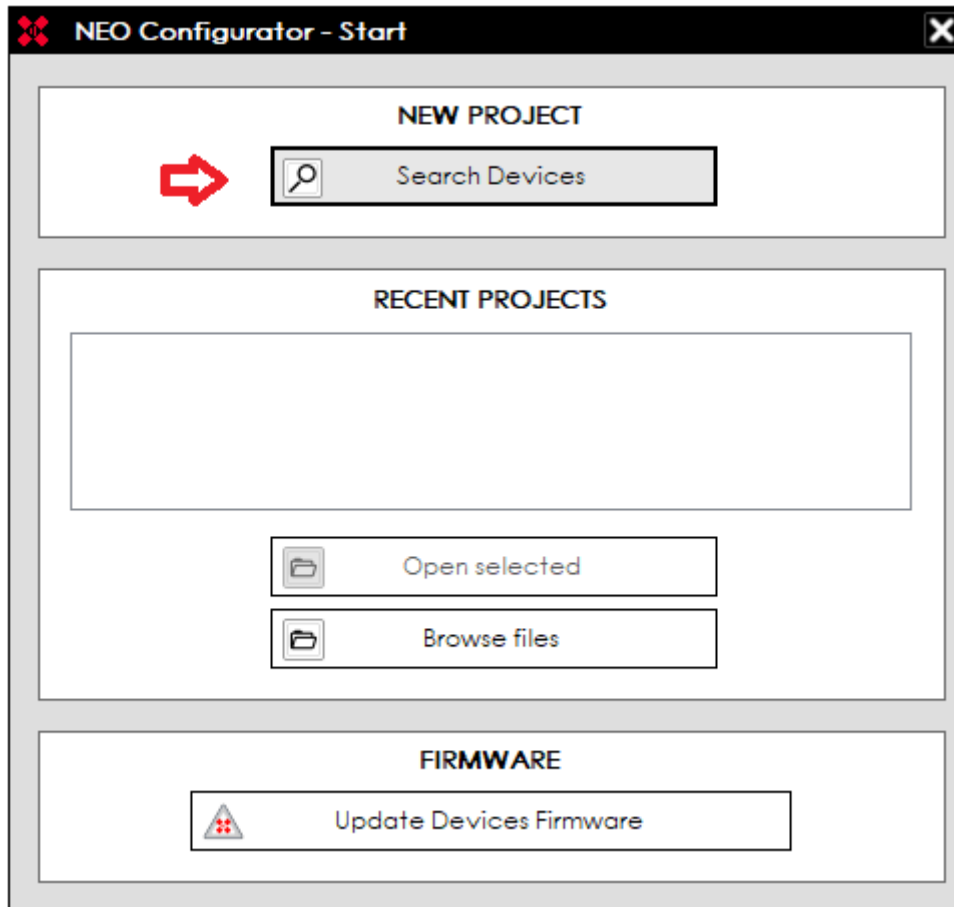 NEO Configurator - Start
NEW PROJECT
Search Devices
RECENT PROJECTS
Open selected
Browse files
FIRMWARE
Update Devices Firmware